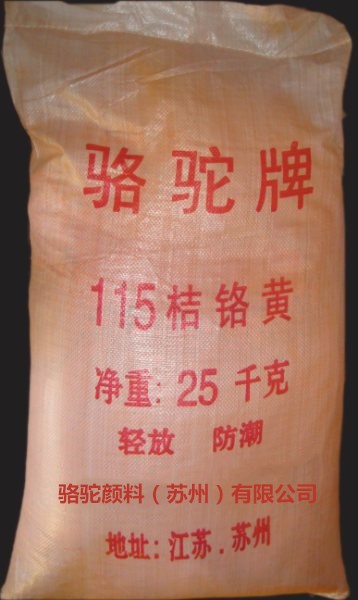 骆驼牌
115桔铬黄
净重: 25 千克
轻放 防潮
骆驼颜料（苏州）有限公司
地址: 江苏.苏州